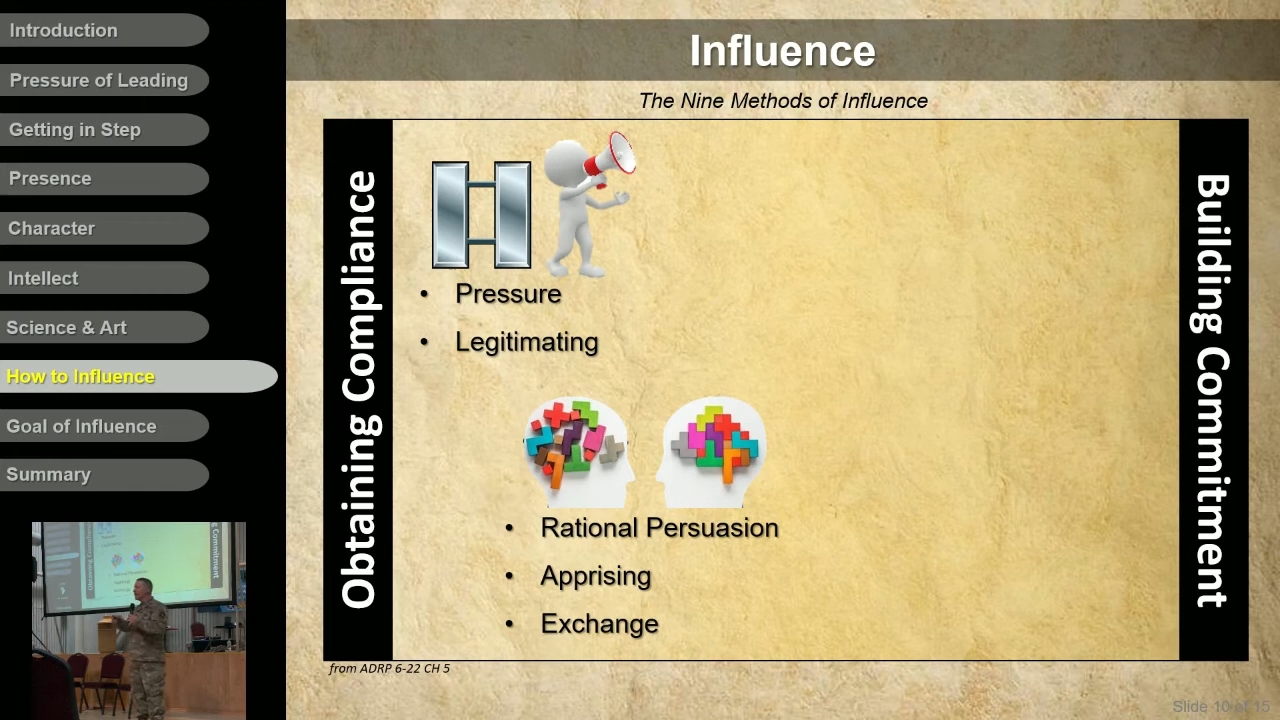 Introduction
Pressure of Leading
Getting in Step
Presence
Character
Intellect
Science & Art
How to Influence
Goal of Influence
Summary
Influence
The Nine Methods of Influence
Obtaining Compliance
• Pressure
• Legitimating
• Rational Persuasion
• Apprising
• Exchange
Building Commitment
from ADRP 6-22 CH 5
Slide 10 of 15